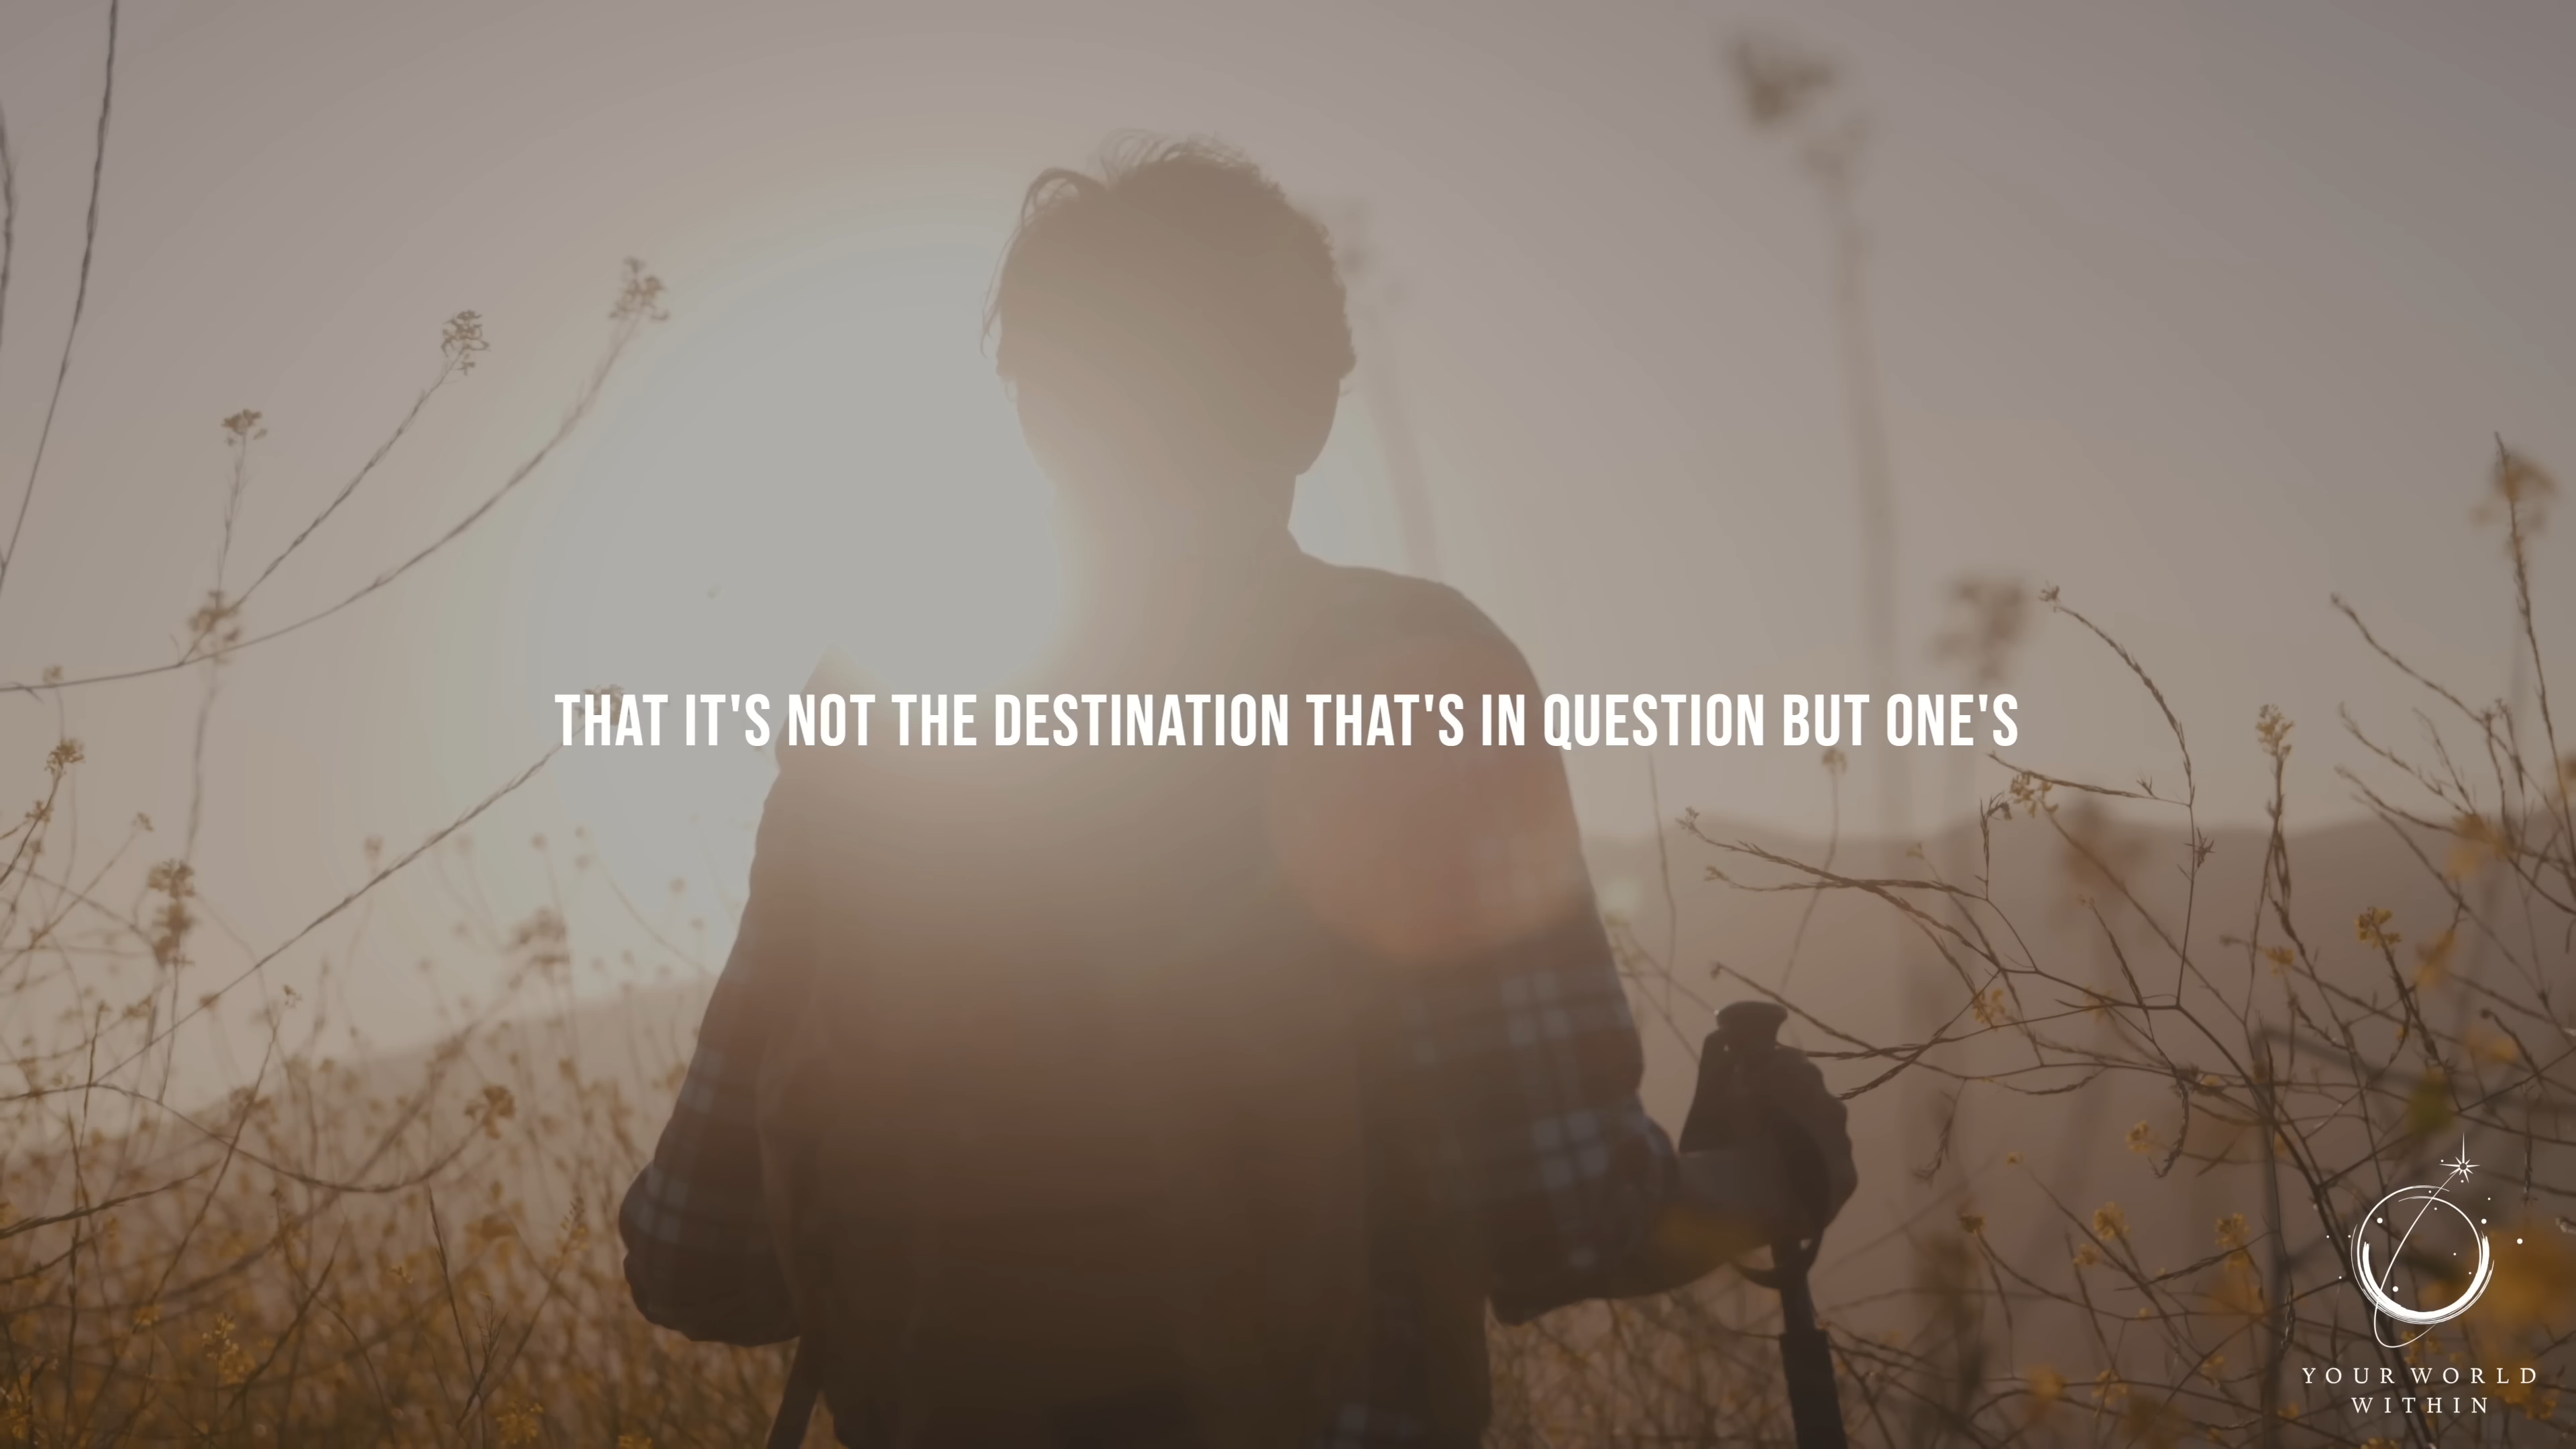 THAT IT'S NOT THE DESTINATION THAT'S IN QUESTION BUT ONE'S
YOUR WORLD
WITHIN